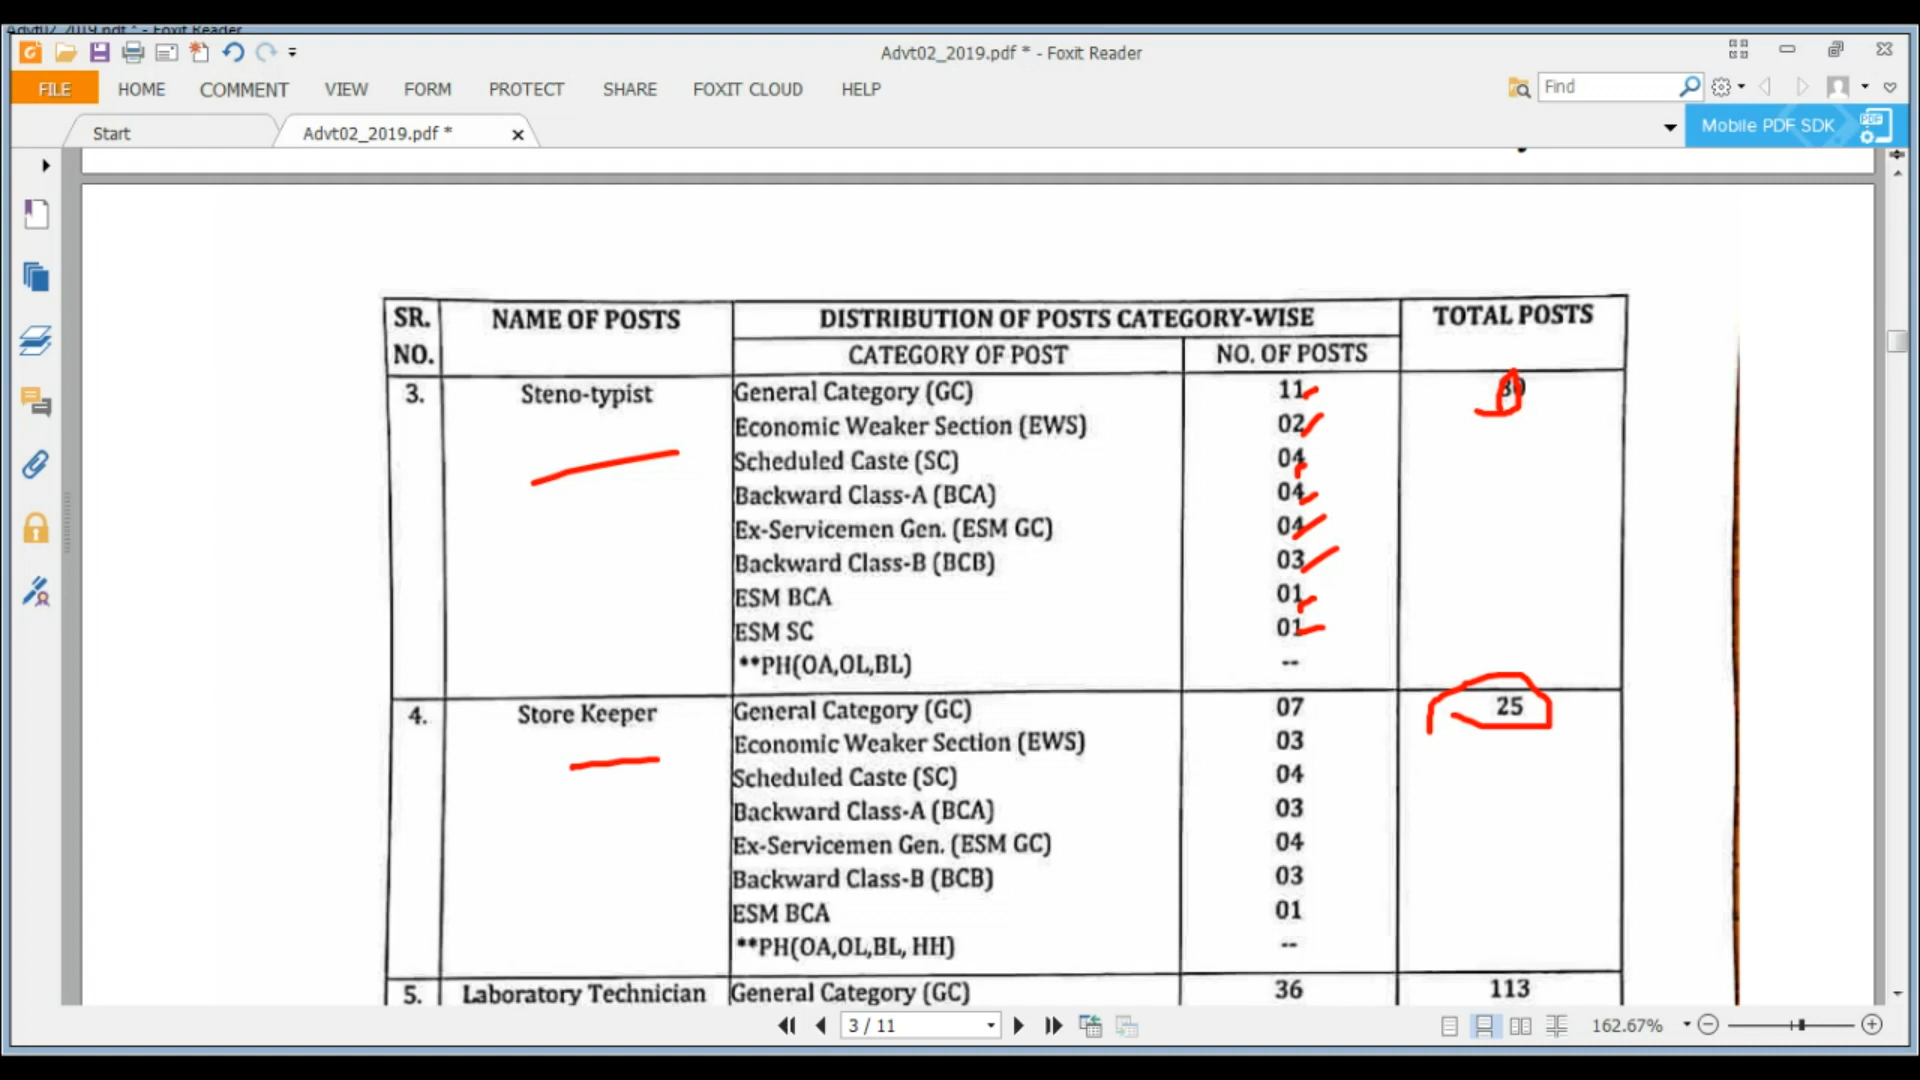 Advt02_2019.pdf * - Foxit Reader
Advt02_2019.pdf * - Foxit Reader
FILE HOME COMMENT VIEW FORM PROTECT SHARE FOXIT CLOUD HELP Find
Start Advt02_2019.pdf * Mobile PDF SDK
SR. NO. NAME OF POSTS DISTRIBUTION OF POSTS CATEGORY-WISE TOTAL POSTS
CATEGORY OF POST NO. OF POSTS
3. Steno-typist General Category (GC) 11 30
Economic Weaker Section (EWS) 02
Scheduled Caste (SC) 04
Backward Class-A (BCA) 04
Ex-Servicemen Gen. (ESM GC) 04
Backward Class-B (BCB) 03
ESM BCA 01
ESM SC 01
**PH(OA,OL,BL) --
4. Store Keeper General Category (GC) 07 25
Economic Weaker Section (EWS) 03
Scheduled Caste (SC) 04
Backward Class-A (BCA) 03
Ex-Servicemen Gen. (ESM GC) 04
Backward Class-B (BCB) 03
ESM BCA 01
**PH(OA,OL,BL, HH) --
5. Laboratory Technician General Category (GC) 36 113
3 / 11 162.67%